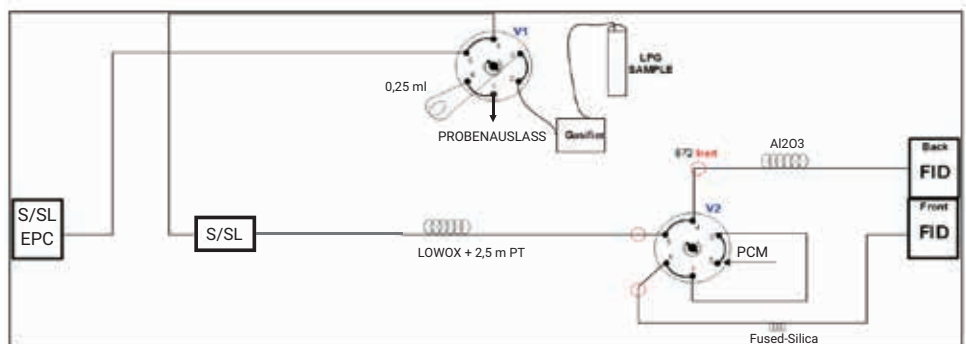 V1
LPG
SAMPLE
0,25 ml
PROBENAUSLASS
Gasifier
Al2O3
Back
FID
S/SL
EPC
S/SL
LOWOX + 2,5 m PT
V2
PCM
Front
FID
Fused-Silica